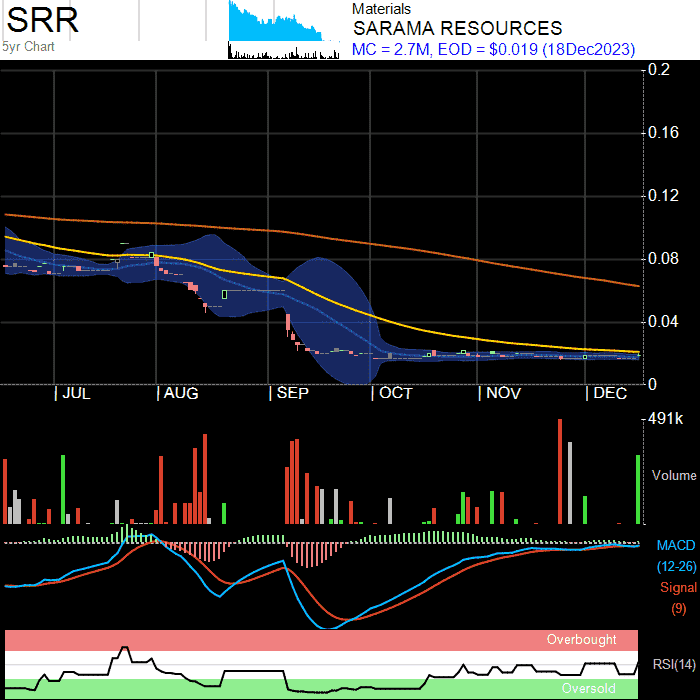 SRR
5yr Chart
Materials
SARAMA RESOURCES
MC = 2.7M, EOD = $0.019 (18Dec2023)
0.2
0.16
0.12
0.08
0.04
0
JUL AUG SEP OCT NOV DEC
491k
Volume
MACD
(12-26)
Signal
(9)
Overbought
RSI(14)
Oversold